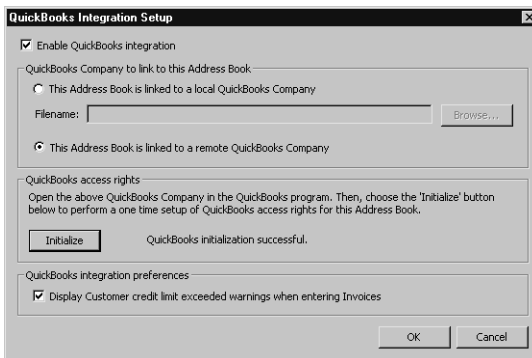 QuickBooks Integration Setup
Enable QuickBooks integration
QuickBooks Company to link to this Address Book
This Address Book is linked to a local QuickBooks Company
Filename:
Browse...
This Address Book is linked to a remote QuickBooks Company
QuickBooks access rights
Open the above QuickBooks Company in the QuickBooks program. Then, choose the 'Initialize' button
below to perform a one time setup of QuickBooks access rights for this Address Book.
Initialize QuickBooks initialization successful.
QuickBooks integration preferences
Display Customer credit limit exceeded warnings when entering Invoices
OK Cancel